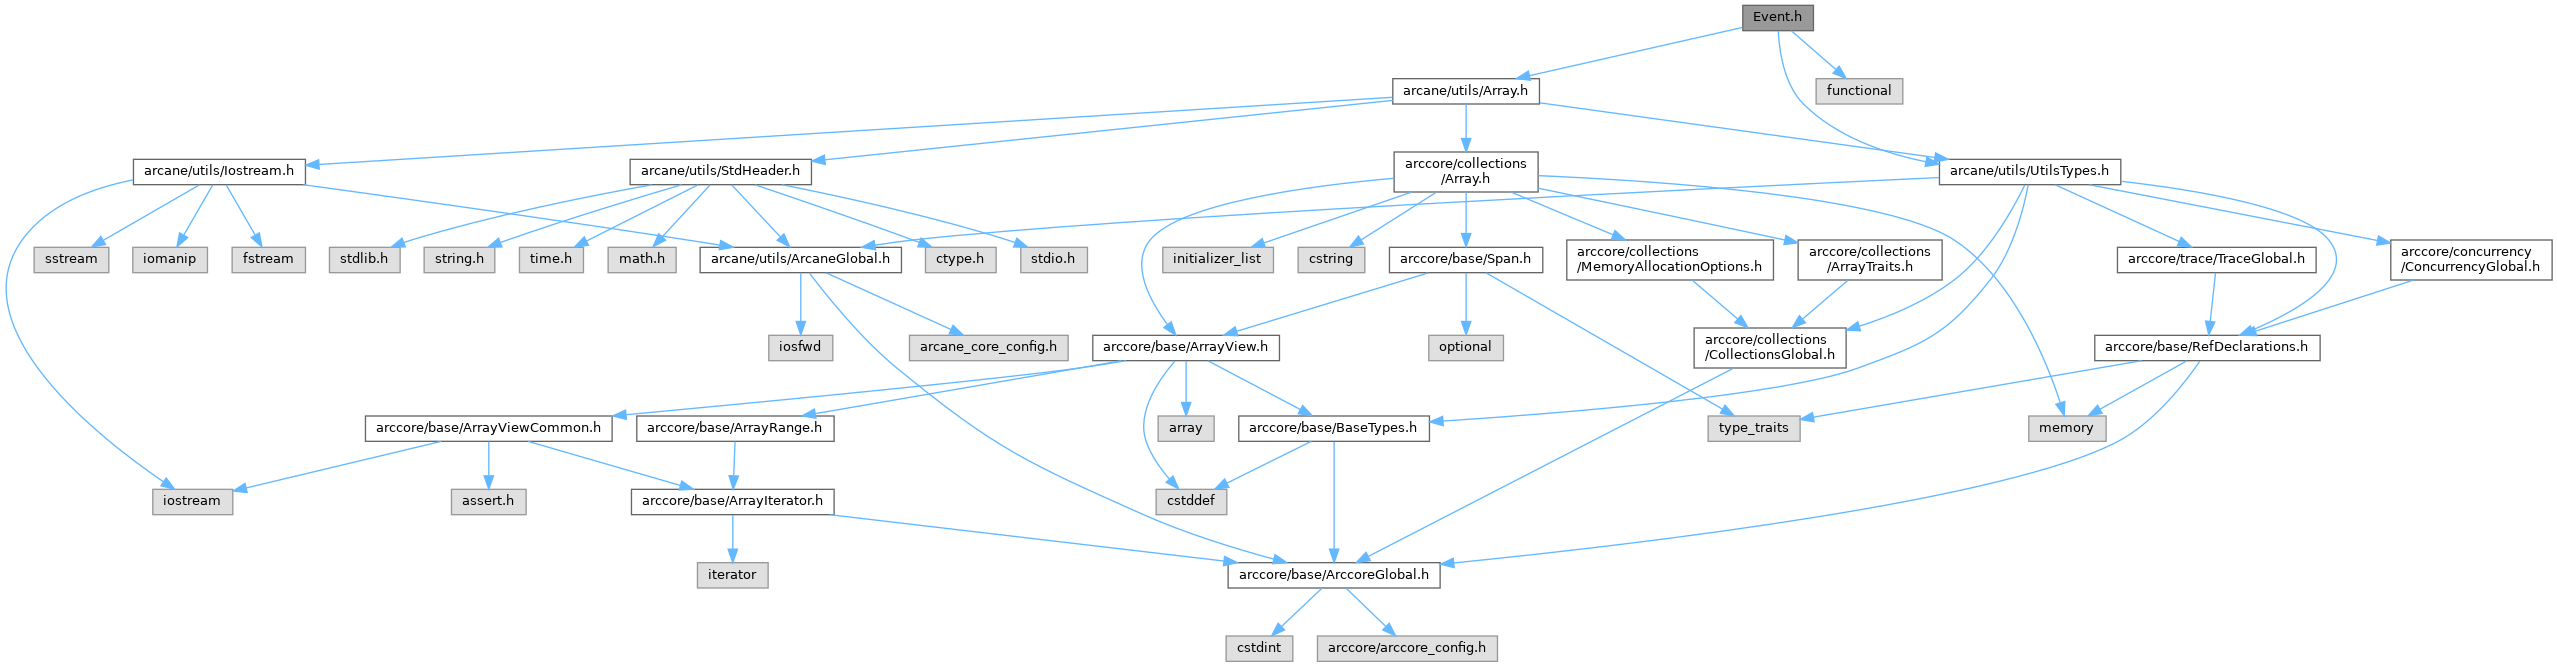 Event.h
arcane/utils/Array.h
functional
arcane/utils/Iostream.h
arcane/utils/StdHeader.h
arccore/collections
/Array.h
arcane/utils/UtilsTypes.h
sstream
iomanip
fstream
stdlib.h
string.h
time.h
math.h
arcane/utils/ArcaneGlobal.h
ctype.h
stdio.h
initializer_list
cstring
arccore/base/Span.h
arccore/collections
/MemoryAllocationOptions.h
arccore/collections
/ArrayTraits.h
arccore/trace/TraceGlobal.h
arccore/concurrency
/ConcurrencyGlobal.h
iosfwd
arcane_core_config.h
arccore/base/ArrayView.h
optional
arccore/collections
/CollectionsGlobal.h
arccore/base/RefDeclarations.h
arccore/base/ArrayViewCommon.h
arccore/base/ArrayRange.h
array
arccore/base/BaseTypes.h
type_traits
memory
iostream
assert.h
arccore/base/ArrayIterator.h
cstddef
iterator
arccore/base/ArccoreGlobal.h
cstdint
arccore/arccore_config.h